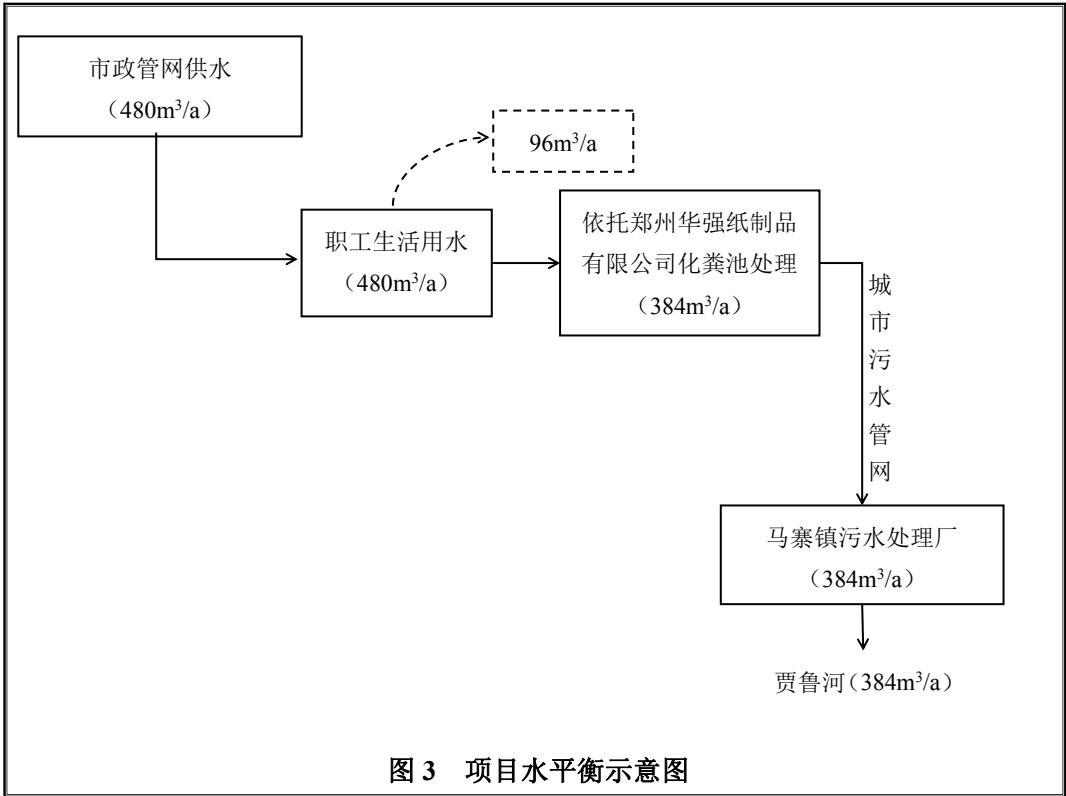 市政管网供水
（480m³/a）
96m³/a
职工生活用水
（480m³/a）
依托郑州华强纸制品
有限公司化粪池处理
（384m³/a）
城
市
污
水
管
网
马寨镇污水处理厂
（384m³/a）
贾鲁河（384m³/a）
图 3 项目水平衡示意图